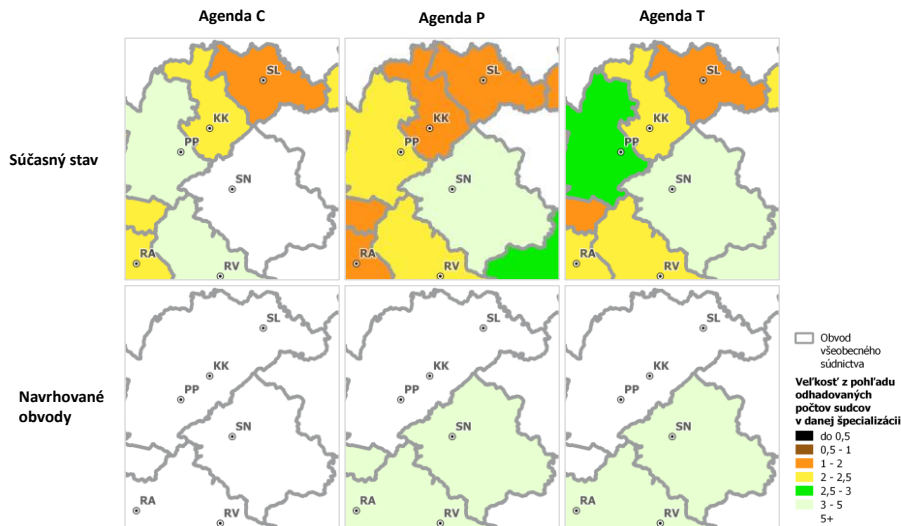 Agenda C
Agenda P
Agenda T
Súčasný stav
SL
KK
PP
SN
RA
RV
SL
KK
PP
SN
RA
RV
SL
KK
PP
SN
RA
RV
Navrhované
obvody
SL
KK
PP
SN
RA
RV
SL
KK
PP
SN
RA
RV
SL
KK
PP
SN
RA
RV
Obvod
všeobecného
súdnictva
Veľkosť z pohľadu
odhadovaných
počtov sudcov
v danej špecializácii
do 0,5
0,5 - 1
1 - 2
2 - 2,5
2,5 - 3
3 - 5
5+